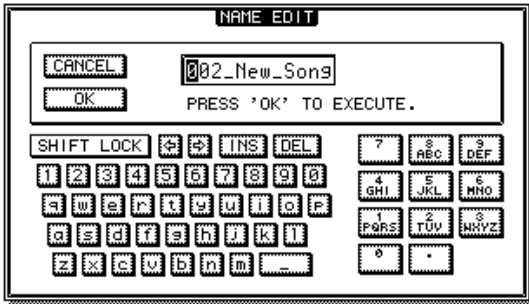 NAME EDIT
CANCEL
002_New_Song
OK
PRESS 'OK' TO EXECUTE.
SHIFT LOCK INS DEL
1 2 3 4 5 6 7 8 9 0
q w e r t y u i o p
a s d f g h j k l
z x c v b n m _
7 8 ABC 9 DEF
4 GHI 5 JKL 6 MNO
1 PQRS 2 TUV 3 WXYZ
0 .